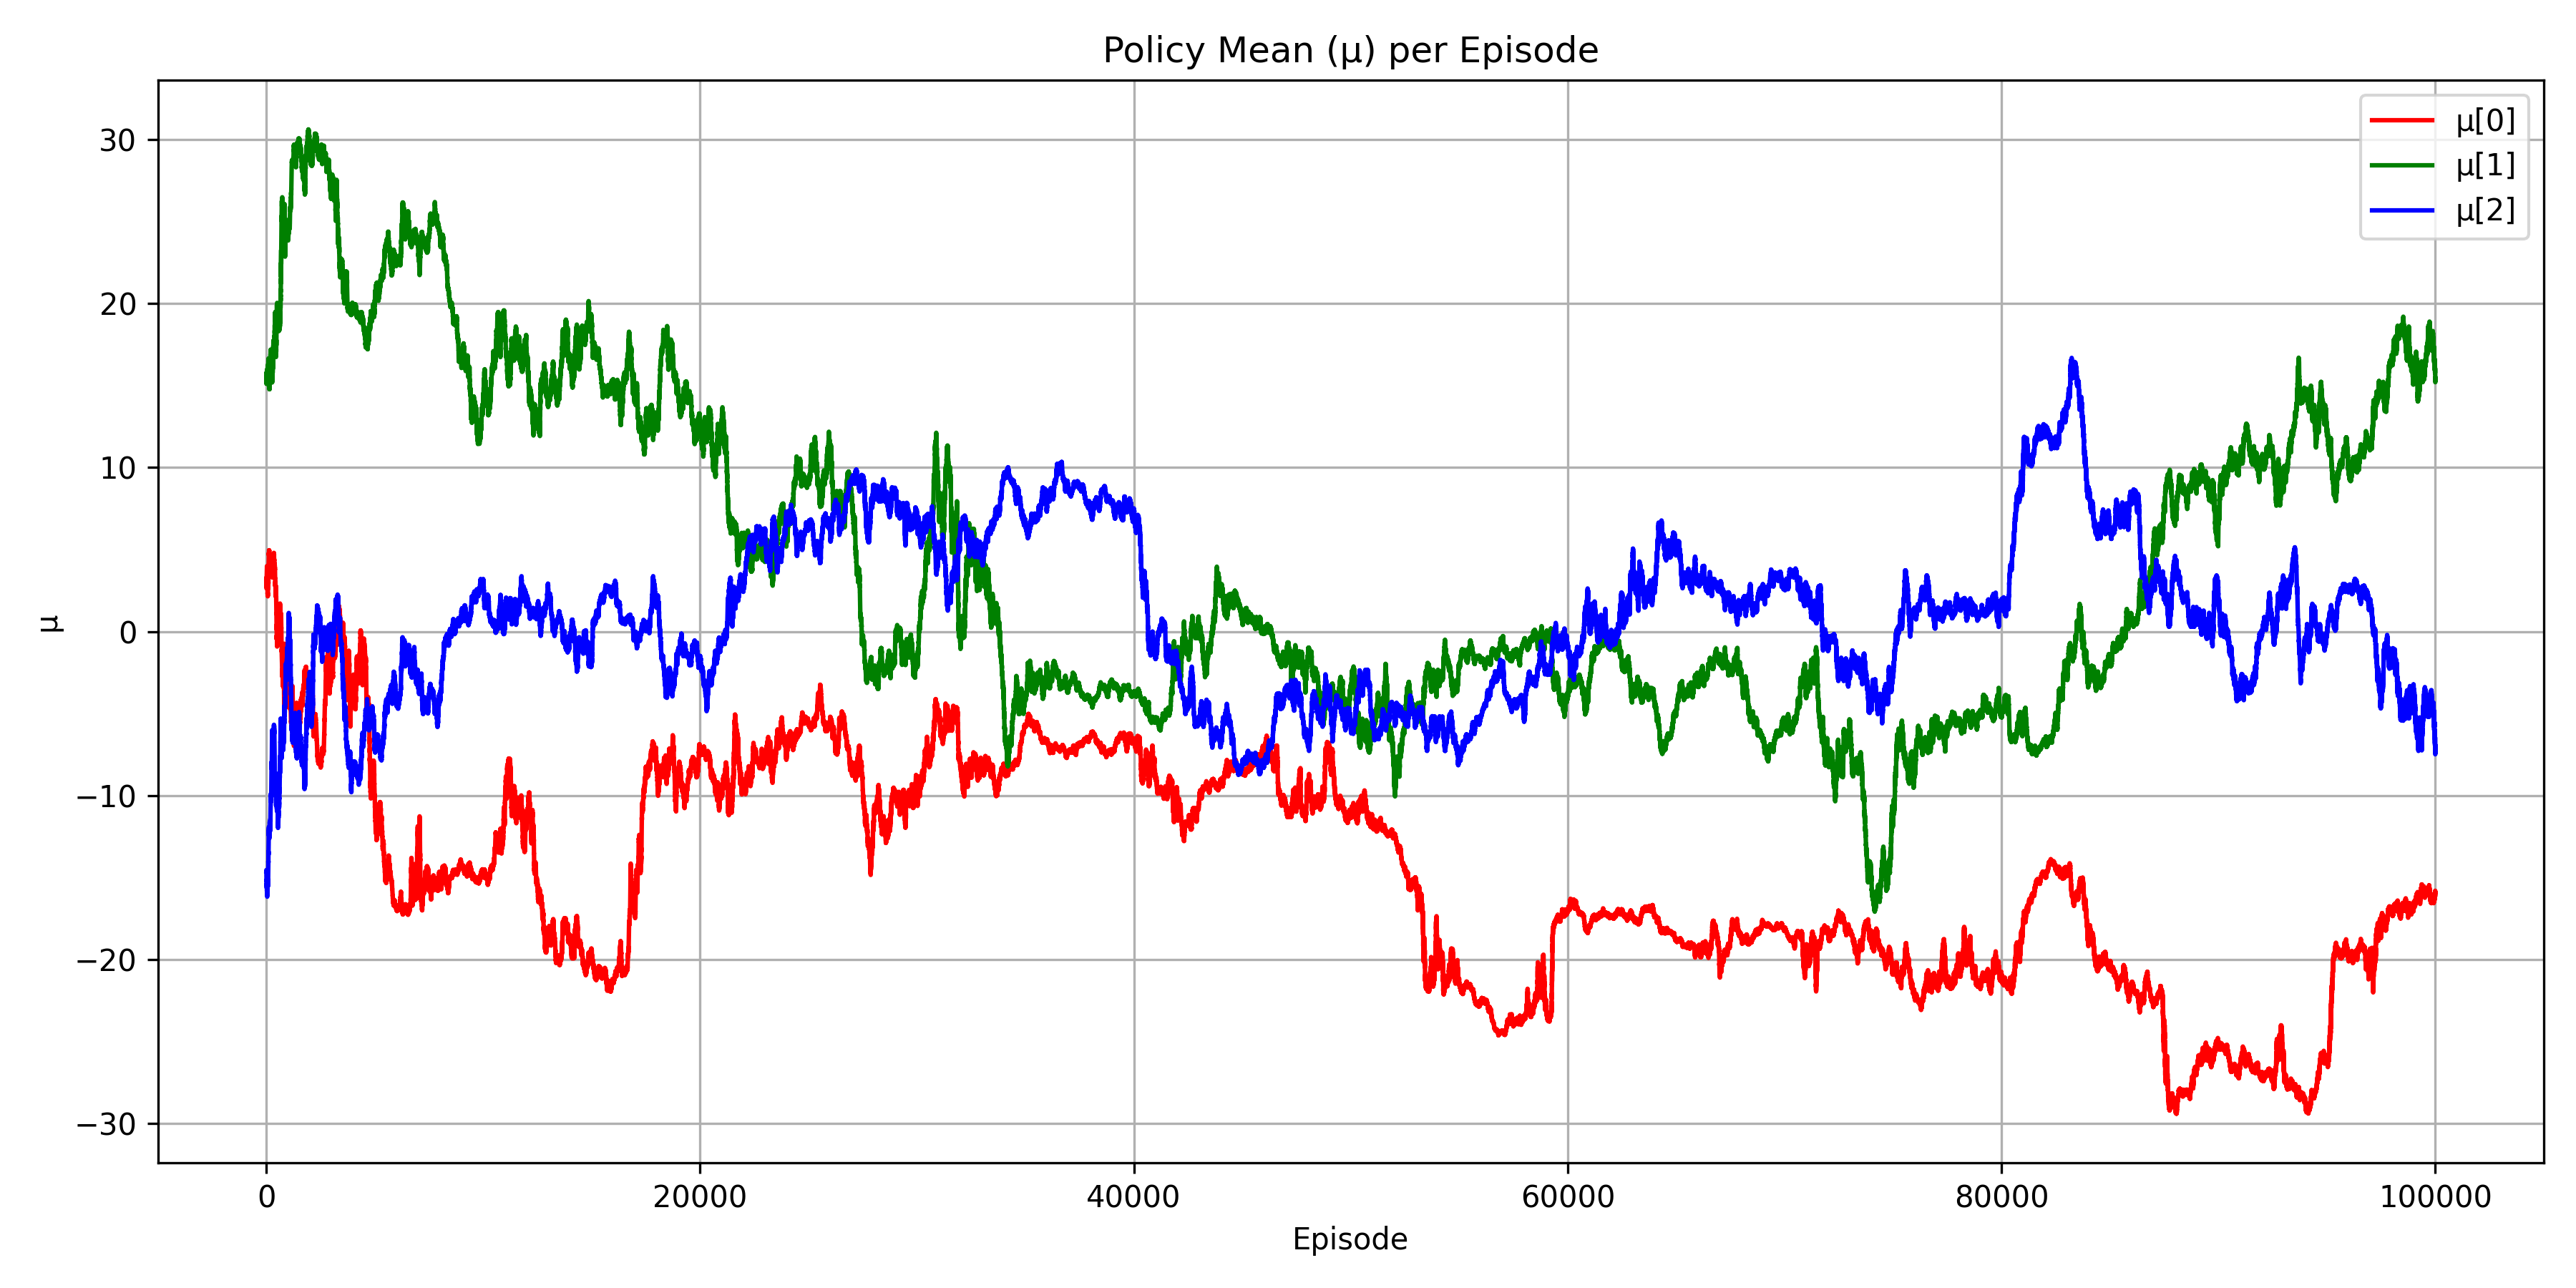 Policy Mean (μ) per Episode
μ[0]
μ[1]
μ[2]
30
20
10
0
−10
−20
−30
μ
0 20000 40000 60000 80000 100000
Episode